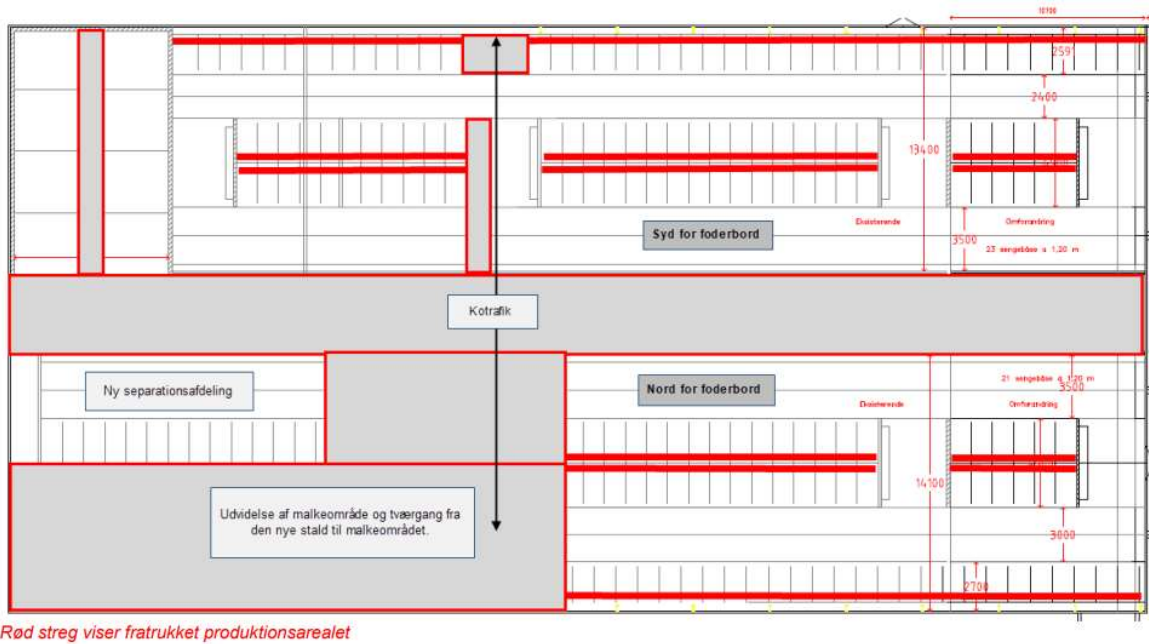 10700
2591
2400
13400
Syd for foderbord
Eksisterende
Omforandring
3500
23 sengebåse a 1,20 m
Kotrafik
Ny separationsafdeling
Nord for foderbord
21 sengebåse a 1,20 m
3500
Eksisterende
Omforandring
14100
Udvidelse af malkeområde og tværgang fra
den nye stald til malkeområdet.
3000
2700
Rød streg viser fratrukket produktionsarealet